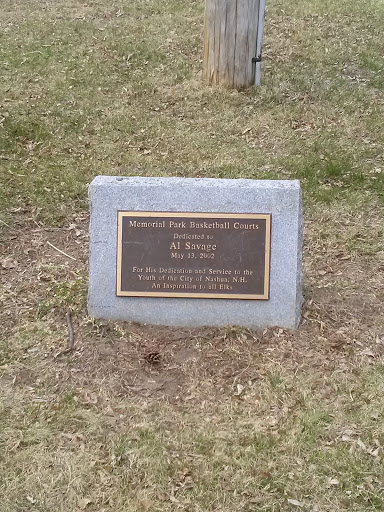 Memorial Park Basketball Courts
Dedicated to
Al Savage
May 13, 2002
For His Dedication and Service to the
Youth of the City of Nashua, N.H.
An Inspiration to all Elks